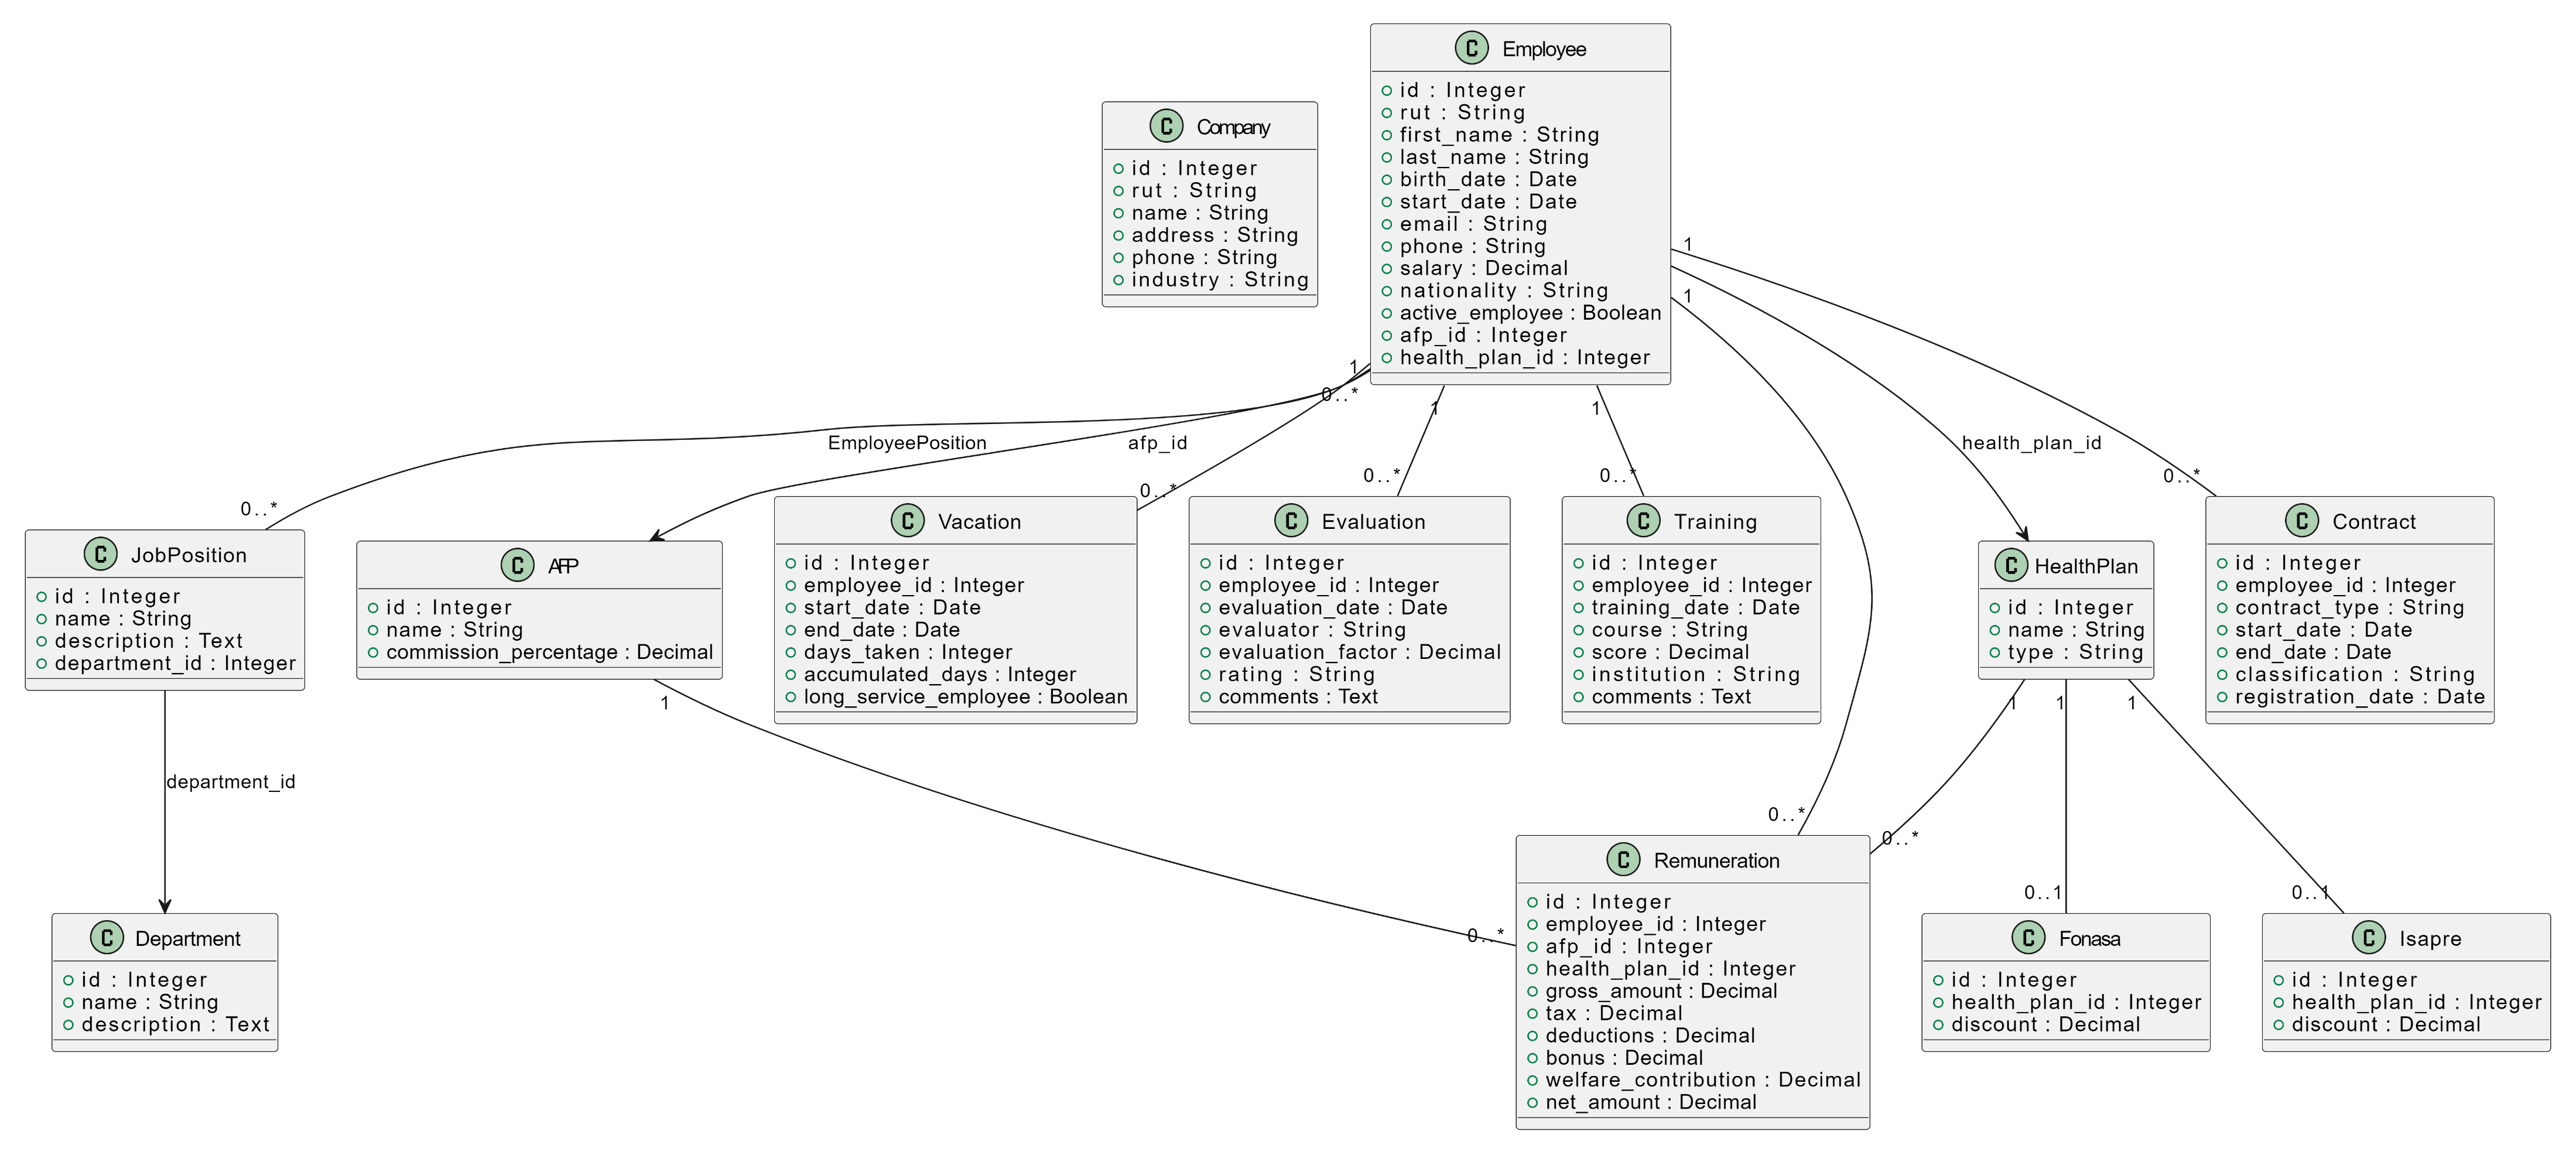 Employee
id : Integer
rut : String
first_name : String
last_name : String
birth_date : Date
start_date : Date
email : String
phone : String
salary : Decimal
nationality : String
active_employee : Boolean
afp_id : Integer
health_plan_id : Integer
Company
id : Integer
rut : String
name : String
address : String
phone : String
industry : String
1
1
1
0..*
1
1
EmployeePosition
afp_id
health_plan_id
0..*
0..*
0..*
0..*
0..*
JobPosition
id : Integer
name : String
description : Text
department_id : Integer
AFP
id : Integer
name : String
commission_percentage : Decimal
Vacation
id : Integer
employee_id : Integer
start_date : Date
end_date : Date
days_taken : Integer
accumulated_days : Integer
long_service_employee : Boolean
Evaluation
id : Integer
employee_id : Integer
evaluation_date : Date
evaluator : String
evaluation_factor : Decimal
rating : String
comments : Text
Training
id : Integer
employee_id : Integer
training_date : Date
course : String
score : Decimal
institution : String
comments : Text
HealthPlan
id : Integer
name : String
type : String
Contract
id : Integer
employee_id : Integer
contract_type : String
start_date : Date
end_date : Date
classification : String
registration_date : Date
1
1
1
1
department_id
0..*
0..*
0..*
0..1
0..1
Department
id : Integer
name : String
description : Text
Remuneration
id : Integer
employee_id : Integer
afp_id : Integer
health_plan_id : Integer
gross_amount : Decimal
tax : Decimal
deductions : Decimal
bonus : Decimal
welfare_contribution : Decimal
net_amount : Decimal
Fonasa
id : Integer
health_plan_id : Integer
discount : Decimal
Isapre
id : Integer
health_plan_id : Integer
discount : Decimal